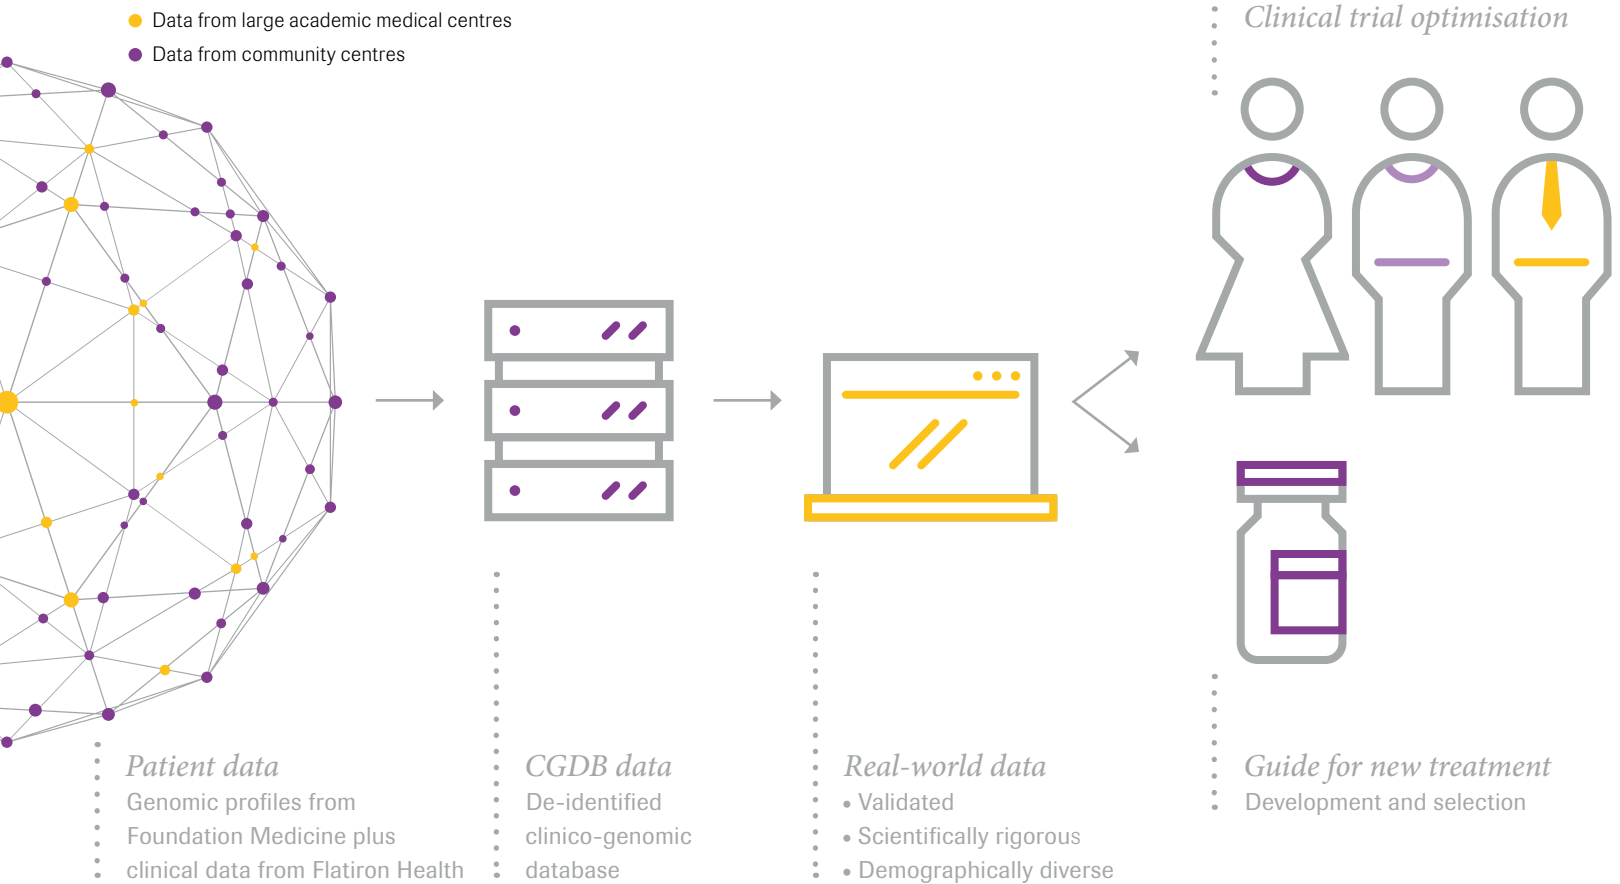 Data from large academic medical centres
Data from community centres
Clinical trial optimisation
Patient data
Genomic profiles from
Foundation Medicine plus
clinical data from Flatiron Health
CGDB data
De-identified
clinico-genomic
database
Real-world data
• Validated
• Scientifically rigorous
• Demographically diverse
Guide for new treatment
Development and selection